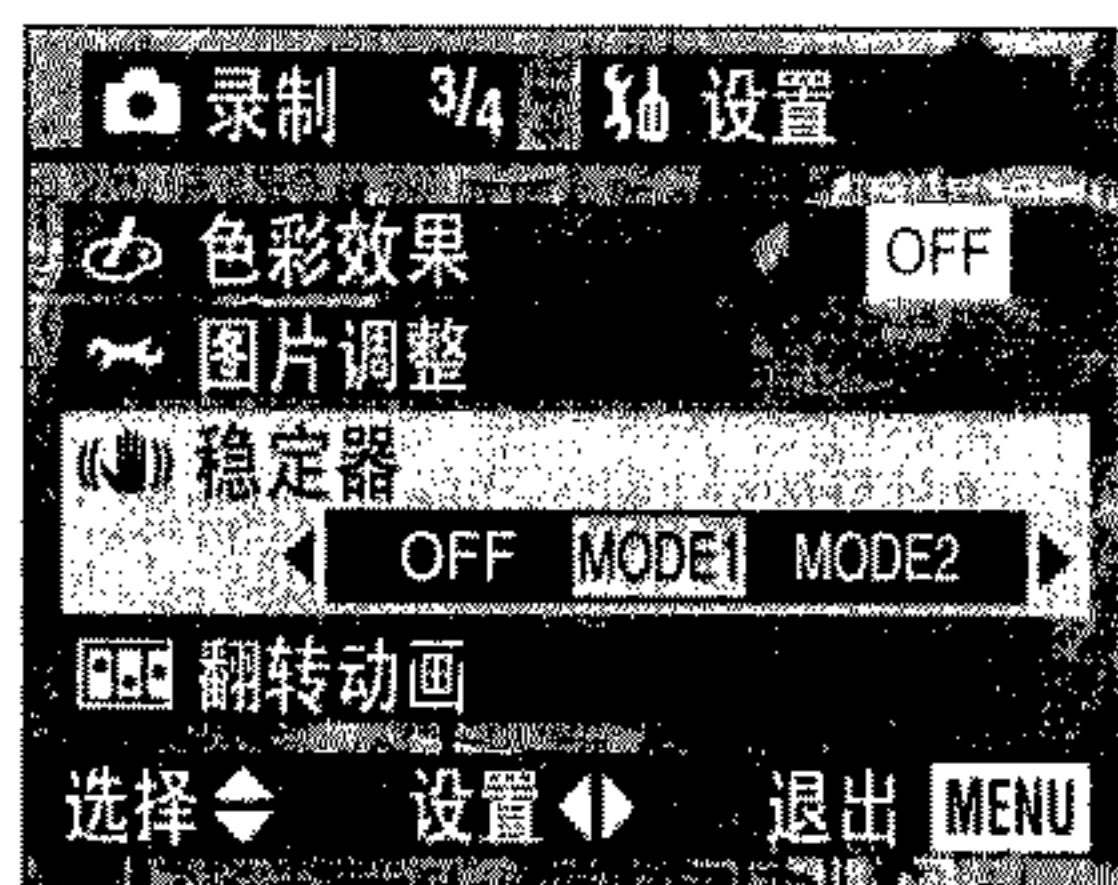 录制 3/4 设置
色彩效果 OFF
图片调整
稳定器
OFF MODE1 MODE2
翻转动画
选择 设置 退出 MENU